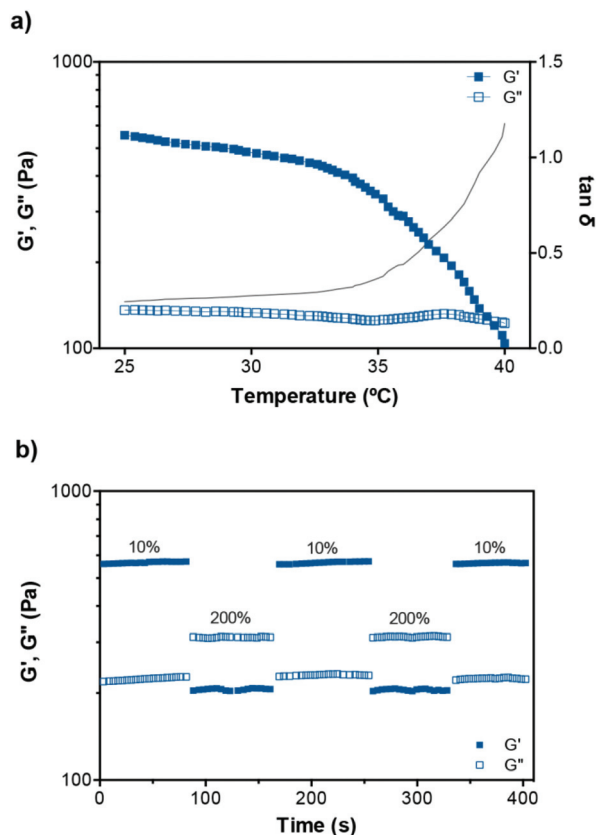 a)
1000
100
G', G'' (Pa)
1.5
1.0
0.5
0.0
tan δ
G'
G''
25 30 35 40
Temperature (ºC)
b)
1000
100
G', G'' (Pa)
10% 10% 10%
200% 200%
G'
G''
0 100 200 300 400
Time (s)